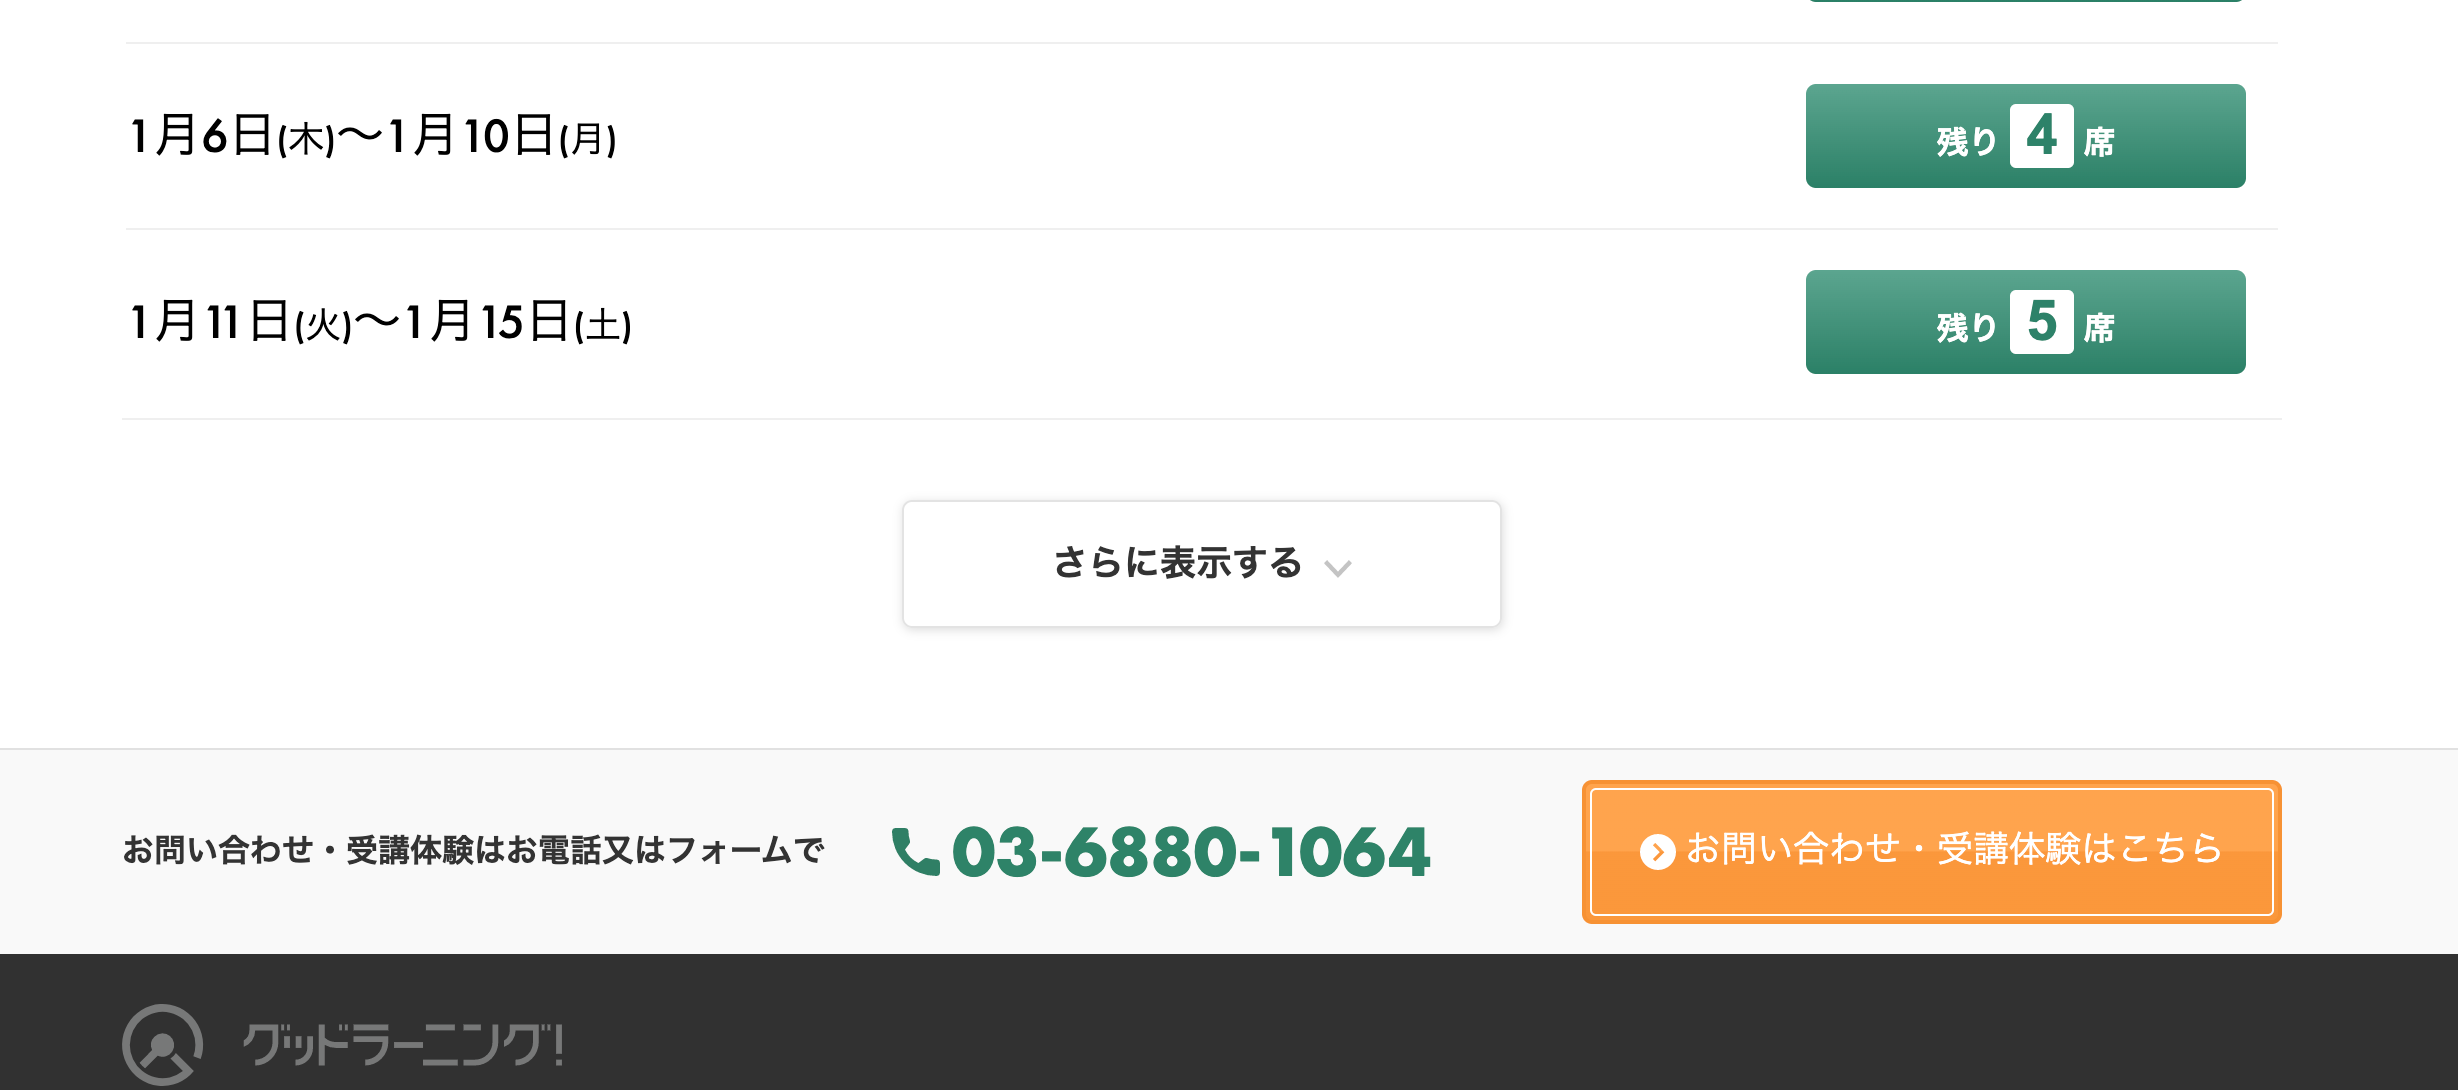 1月6日(木)〜1月10日(月)
残り 4 席
1月11日(火)〜1月15日(土)
残り 5 席
さらに表示する
お問い合わせ・受講体験はお電話又はフォームで
03-6880-1064
お問い合わせ・受講体験はこちら
グッドラーニング!